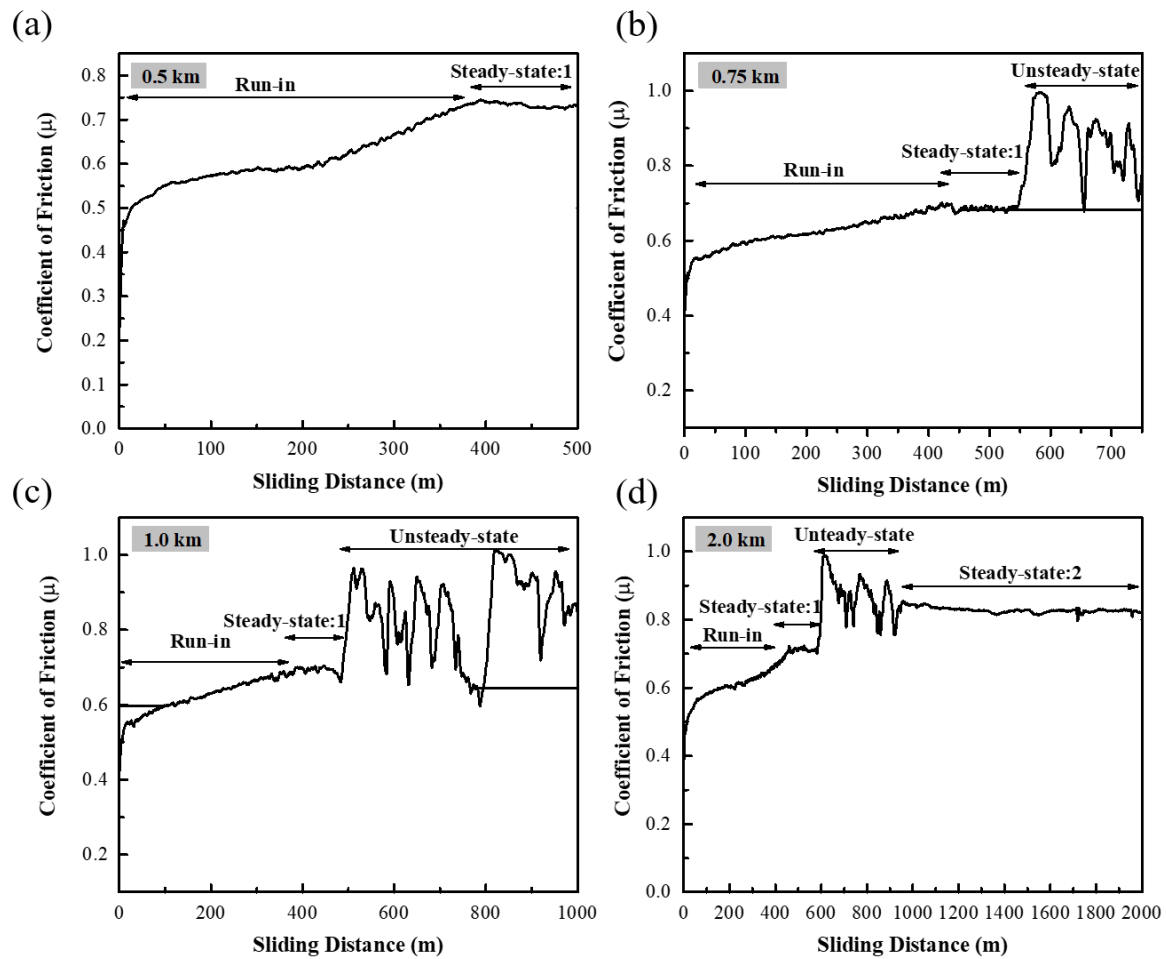 (a)
0.5 km
Run-in
Steady-state:1
Coefficient of Friction (μ)
0.8
0.7
0.6
0.5
0.4
0.3
0.2
0.1
0.0
0 100 200 300 400 500
Sliding Distance (m)
(b)
0.75 km
Unsteady-state
Run-in
Steady-state:1
Coefficient of Friction (μ)
1.0
0.8
0.6
0.4
0.2
0 100 200 300 400 500 600 700
Sliding Distance (m)
(c)
1.0 km
Unsteady-state
Steady-state:1
Run-in
Coefficient of Friction (μ)
1.0
0.8
0.6
0.4
0.2
0 200 400 600 800 1000
Sliding Distance (m)
(d)
2.0 km
Unteady-state
Steady-state:2
Steady-state:1
Run-in
Coefficient of Friction (μ)
1.0
0.8
0.6
0.4
0.2
0.0
0 200 400 600 800 1000 1200 1400 1600 1800 2000
Sliding Distance (m)